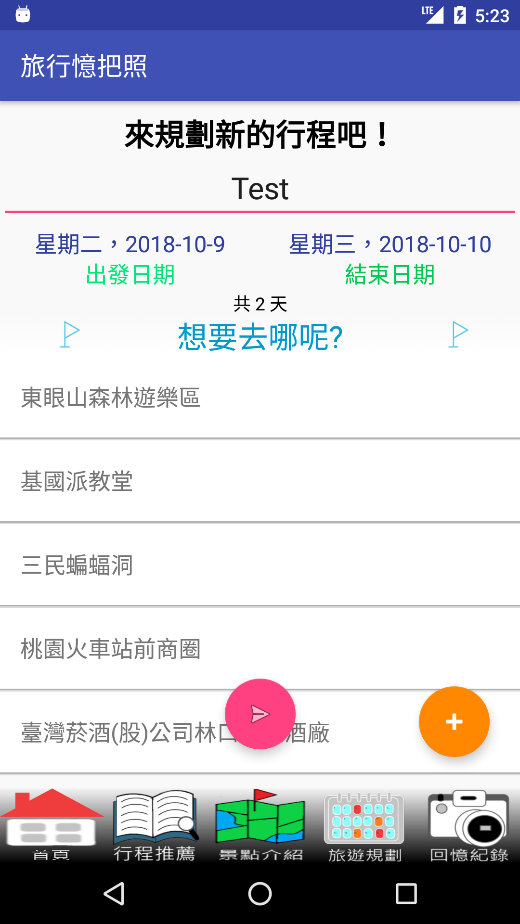 LTE 5:23
旅行憶把照
來規劃新的行程吧！
Test
星期二，2018-10-9 星期三，2018-10-10
出發日期 結束日期
共 2 天
想要去哪呢?
東眼山森林遊樂區
基國派教堂
三民蝙蝠洞
桃園火車站前商圈
臺灣菸酒(股)公司林口 酒廠
首頁 行程推薦 景點介紹 旅遊規劃 回憶紀錄